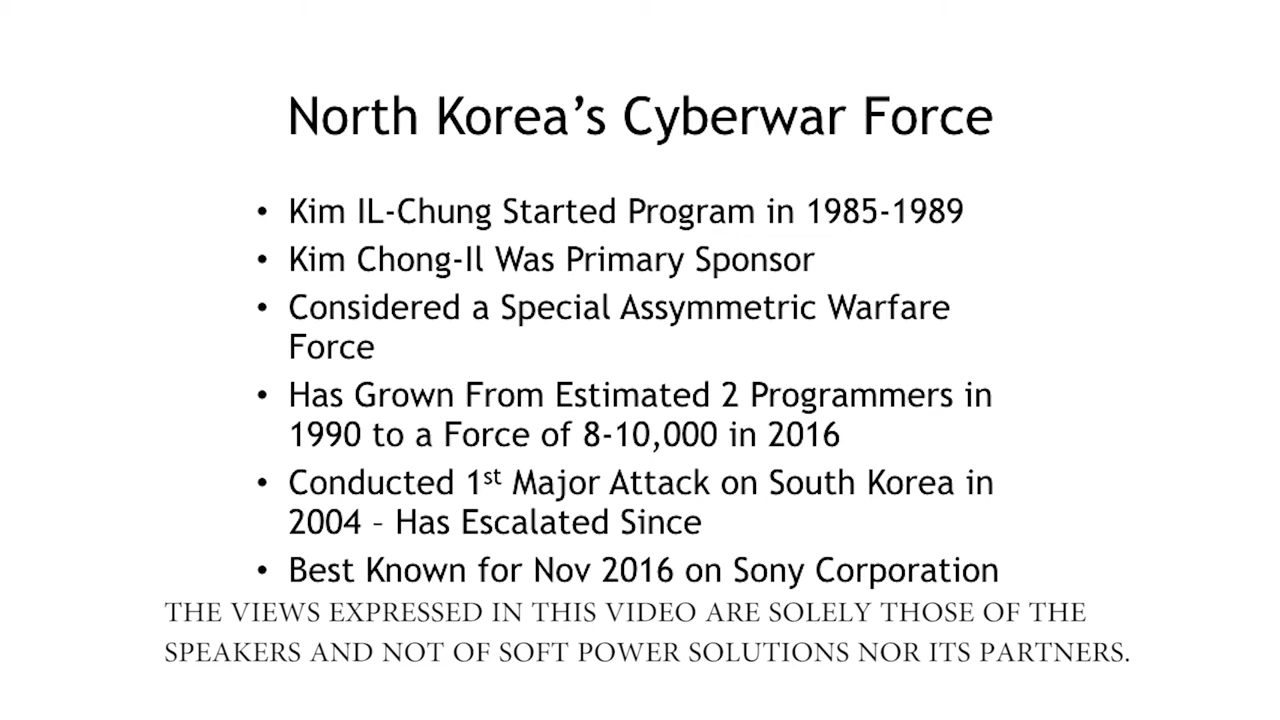 North Korea's Cyberwar Force
• Kim IL-Chung Started Program in 1985-1989
• Kim Chong-Il Was Primary Sponsor
• Considered a Special Assymmetric Warfare
Force
• Has Grown From Estimated 2 Programmers in
1990 to a Force of 8-10,000 in 2016
• Conducted 1st Major Attack on South Korea in
2004 – Has Escalated Since
• Best Known for Nov 2016 on Sony Corporation
THE VIEWS EXPRESSED IN THIS VIDEO ARE SOLELY THOSE OF THE
SPEAKERS AND NOT OF SOFT POWER SOLUTIONS NOR ITS PARTNERS.